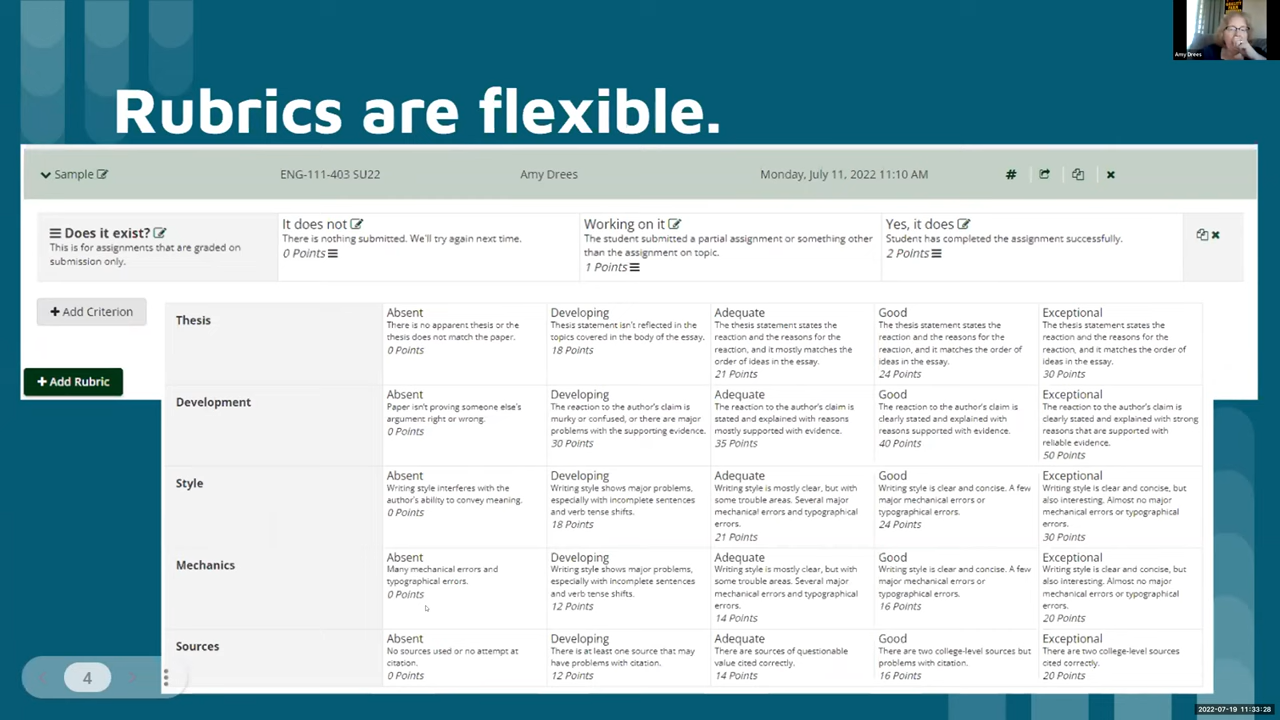 Amy Drees
Rubrics are flexible.
Sample
ENG-111-403 SU22
Amy Drees
Monday, July 11, 2022 11:10 AM
#
Does it exist?
This is for assignments that are graded on
submission only.
It does not
There is nothing submitted. We'll try again next time.
0 Points
Working on it
The student submitted a partial assignment or something other
than the assignment on topic.
1 Points
Yes, it does
Student has completed the assignment successfully.
2 Points
+ Add Criterion
+ Add Rubric
Thesis
Absent
There is no apparent thesis or the
thesis does not match the paper.
0 Points
Developing
Thesis statement isn't reflected in the
topics covered in the body of the essay.
18 Points
Adequate
The thesis statement states the
reaction and the reasons for the
reaction, and it mostly matches the
order of ideas in the essay.
21 Points
Good
The thesis statement states the
reaction and the reasons for the
reaction, and it matches the order of
ideas in the essay.
24 Points
Exceptional
The thesis statement states the
reaction and the reasons for the
reaction, and it matches the order of
ideas in the essay.
30 Points
Development
Absent
Paper isn't proving someone else's
argument right or wrong.
0 Points
Developing
The reaction to the author's claim is
murky or confused, or there are major
problems with the supporting evidence.
30 Points
Adequate
The reaction to the author's claim is
stated and explained with reasons
mostly supported with evidence.
35 Points
Good
The reaction to the author's claim is
clearly stated and explained with
reasons supported with evidence.
40 Points
Exceptional
The reaction to the author's claim is
clearly stated and explained with strong
reasons that are supported with
reliable evidence.
50 Points
Style
Absent
Writing style interferes with the
author's ability to convey meaning.
0 Points
Developing
Writing style shows major problems,
especially with incomplete sentences
and verb tense shifts.
18 Points
Adequate
Writing style is mostly clear, but with
some trouble areas. Several major
mechanical errors and typographical
errors.
21 Points
Good
Writing style is clear and concise. A few
major mechanical errors or
typographical errors.
24 Points
Exceptional
Writing style is clear and concise, but
also interesting. Almost no major
mechanical errors or typographical
errors.
30 Points
Mechanics
Absent
Many mechanical errors and
typographical errors.
0 Points
Developing
Writing style shows major problems,
especially with incomplete sentences
and verb tense shifts.
12 Points
Adequate
Writing style is mostly clear, but with
some trouble areas. Several major
mechanical errors and typographical
errors.
14 Points
Good
Writing style is clear and concise. A few
major mechanical errors or
typographical errors.
16 Points
Exceptional
Writing style is clear and concise, but
also interesting. Almost no major
mechanical errors or typographical
errors.
20 Points
Sources
Absent
No sources used or no attempt at
citation.
0 Points
Developing
There is at least one source that may
have problems with citation.
12 Points
Adequate
There are sources of questionable
value cited correctly.
14 Points
Good
There are two college-level sources but
problems with citation.
16 Points
Exceptional
There are two college-level sources
cited correctly.
20 Points
4
2022-07-19 11:33:28